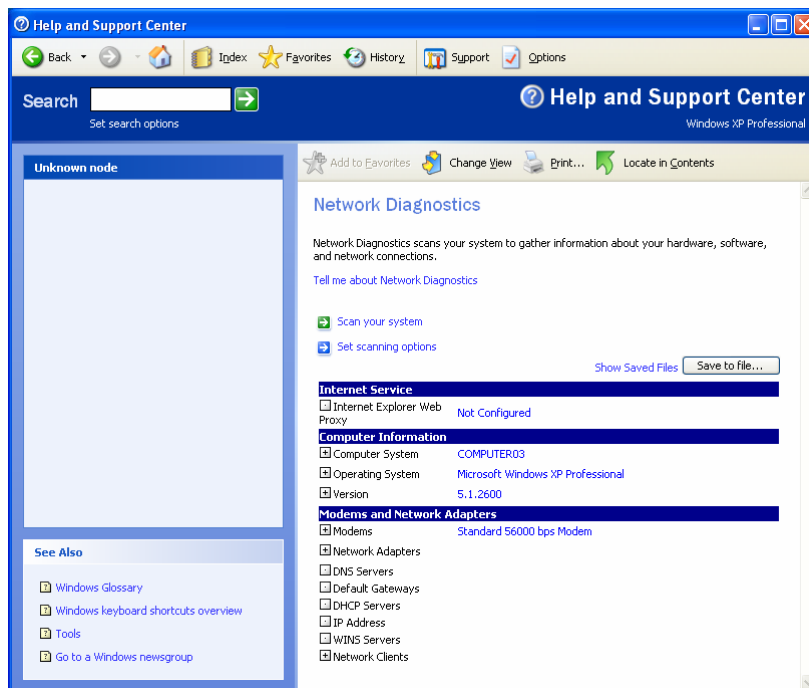 Help and Support Center
Back Index Favorites History Support Options
Search
Set search options
Help and Support Center
Windows XP Professional
Unknown node
Add to Favorites Change View Print... Locate in Contents
Network Diagnostics
Network Diagnostics scans your system to gather information about your hardware, software,
and network connections.
Tell me about Network Diagnostics
Scan your system
Set scanning options
Show Saved Files Save to file...
Internet Service
Internet Explorer Web
Proxy
Not Configured
Computer Information
Computer System COMPUTER03
Operating System Microsoft Windows XP Professional
Version 5.1.2600
Modems and Network Adapters
Modems Standard 56000 bps Modem
Network Adapters
DNS Servers
Default Gateways
DHCP Servers
IP Address
WINS Servers
Network Clients
See Also
Windows Glossary
Windows keyboard shortcuts overview
Tools
Go to a Windows newsgroup